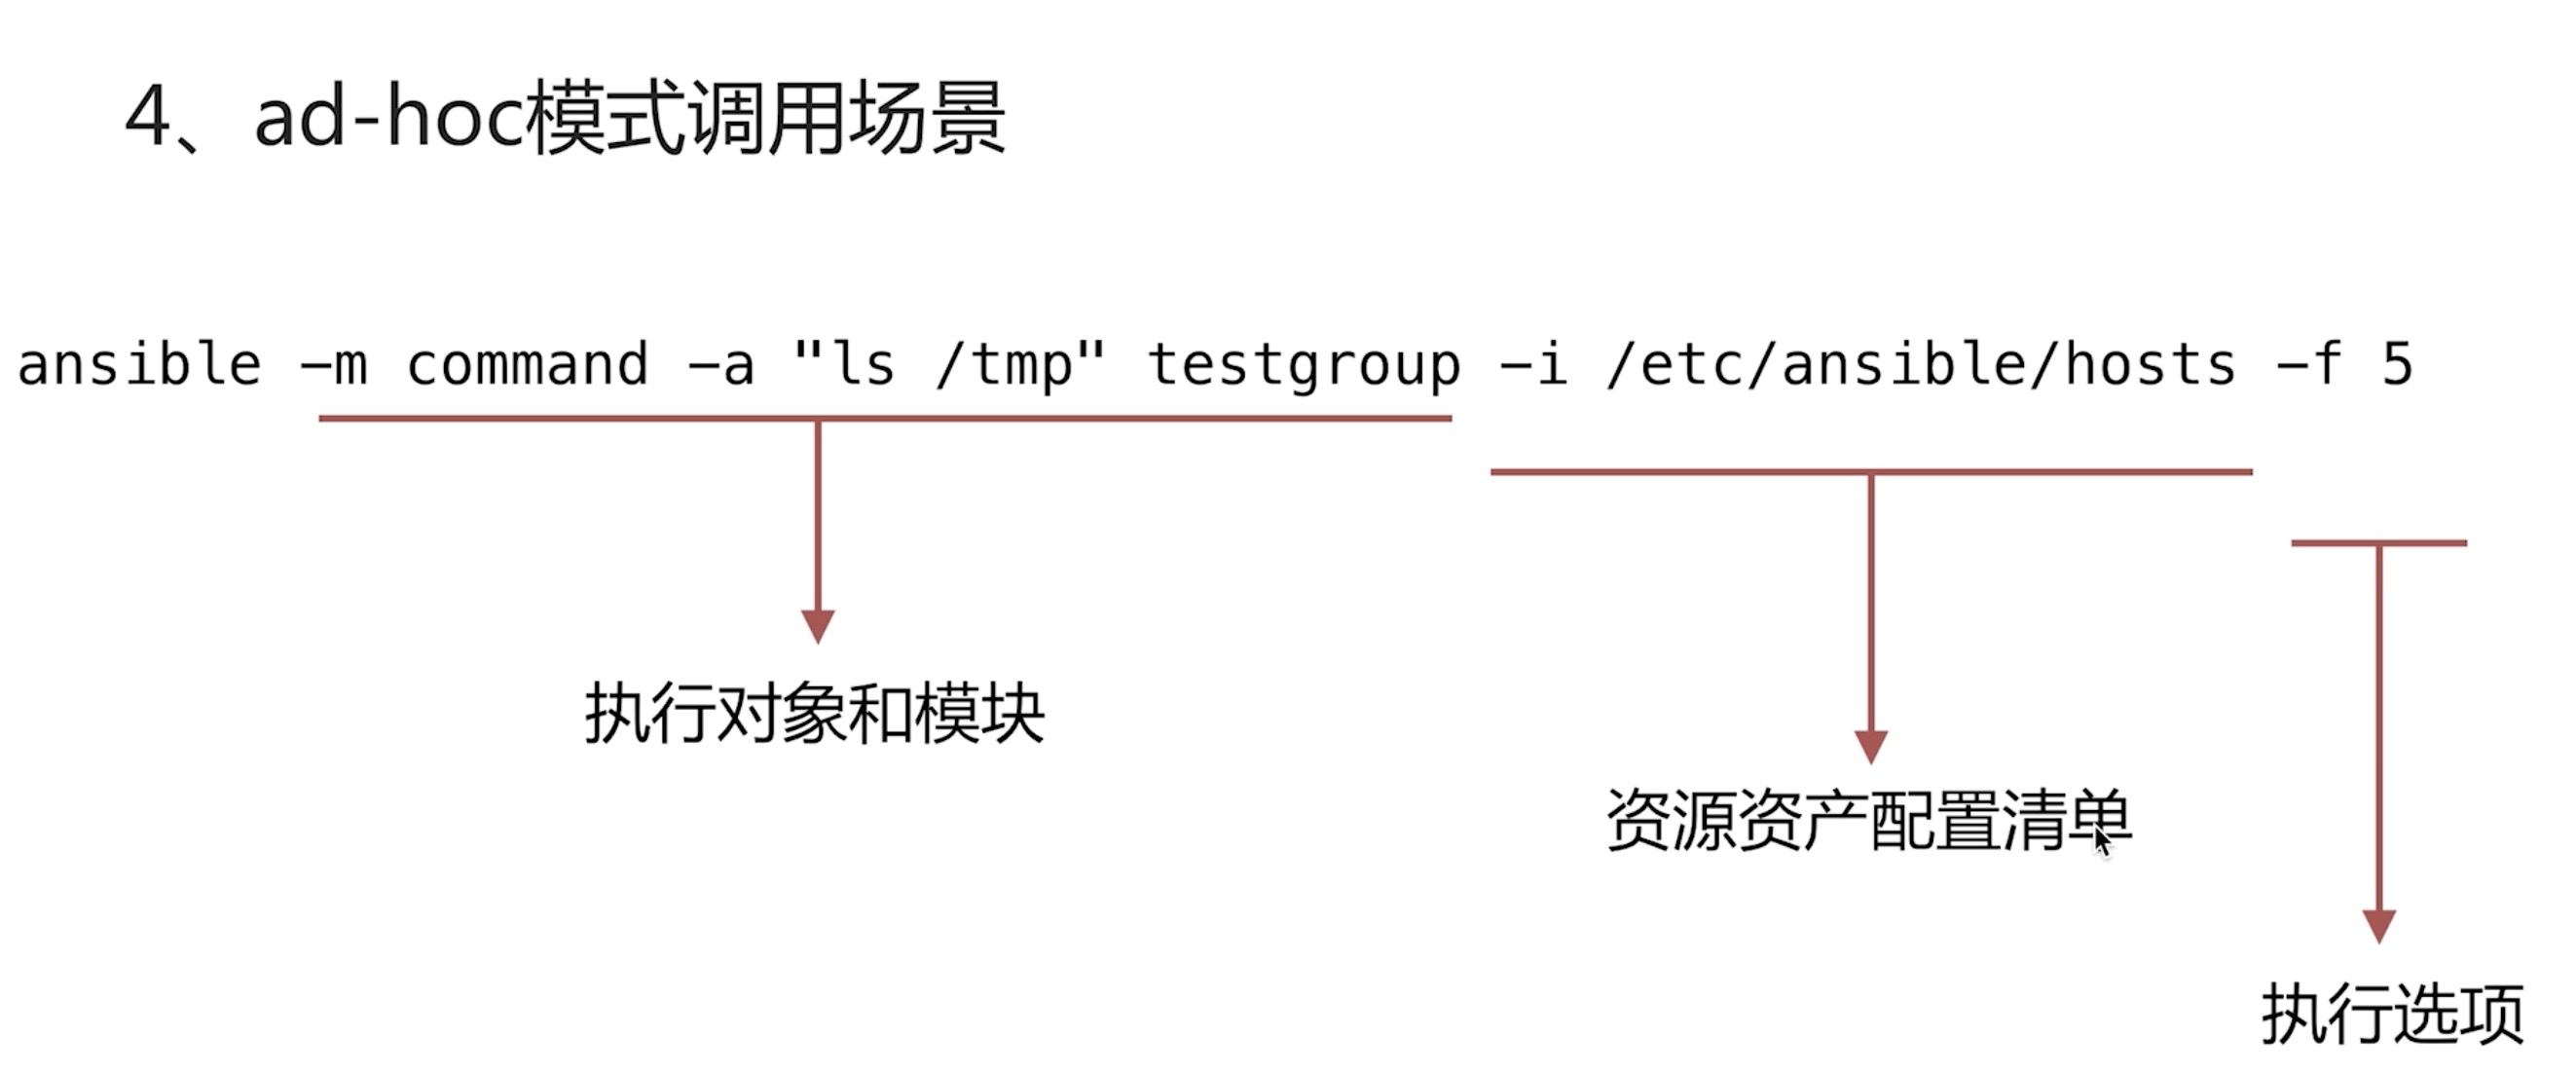 4、ad-hoc模式调用场景
ansible -m command -a "ls /tmp" testgroup -i /etc/ansible/hosts -f 5
执行对象和模块
资源资产配置清单
执行选项